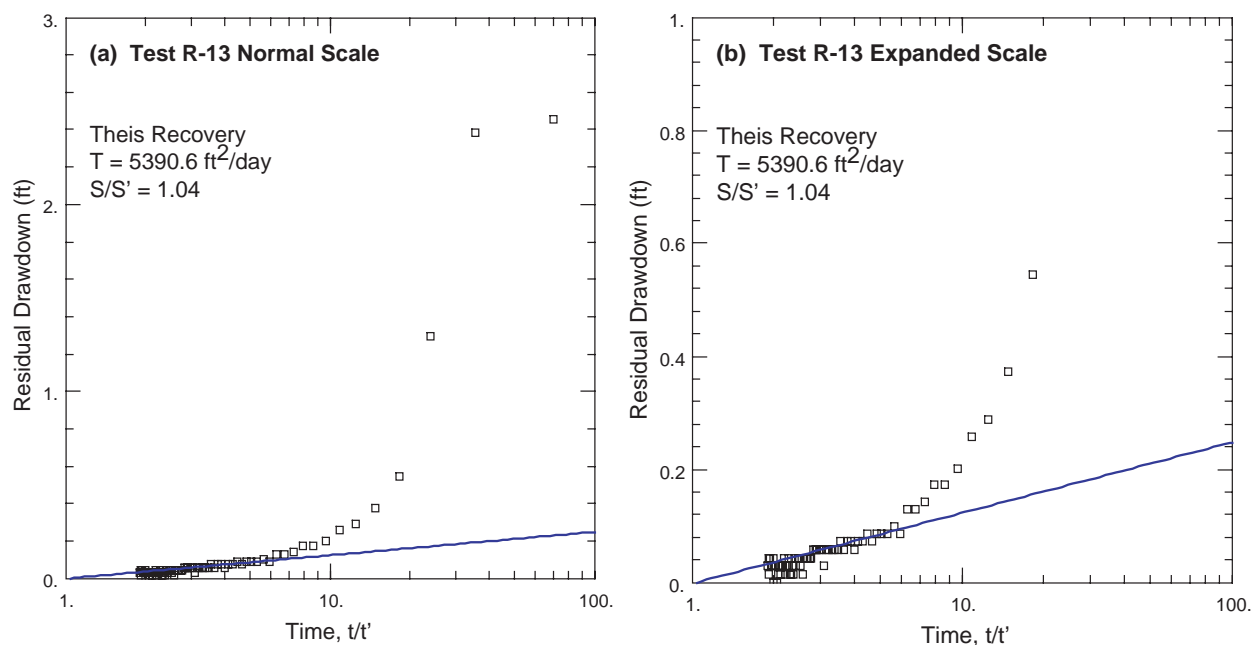 (a) Test R-13 Normal Scale
Theis Recovery
T = 5390.6 ft²/day
S/S' = 1.04
Residual Drawdown (ft)
3.
2.
1.
0.
1.
10.
100.
Time, t/t'
(b) Test R-13 Expanded Scale
Theis Recovery
T = 5390.6 ft²/day
S/S' = 1.04
Residual Drawdown (ft)
1.
0.8
0.6
0.4
0.2
0.
1.
10.
100.
Time, t/t'